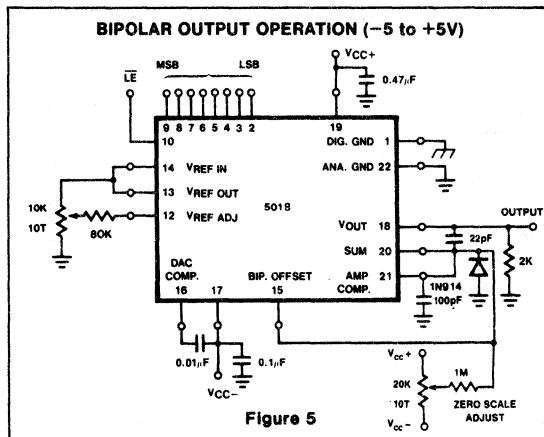 BIPOLAR OUTPUT OPERATION (−5 to +5V)
VCC+
LE MSB LSB
0.47µF
9 8 7 6 5 4 3 2
19
10
DIG. GND 1
14 VREF IN
ANA. GND 22
13 VREF OUT
10K
10T
80K
12 VREF ADJ
5018
VOUT 18
OUTPUT
22pF
SUM 20
2K
DAC COMP.
BIP. OFFSET
AMP COMP. 21
1N914
16 17 15
100pF
0.01µF
0.1µF
VCC−
VCC+
1M
20K
10T
ZERO SCALE
ADJUST
VCC−
Figure 5